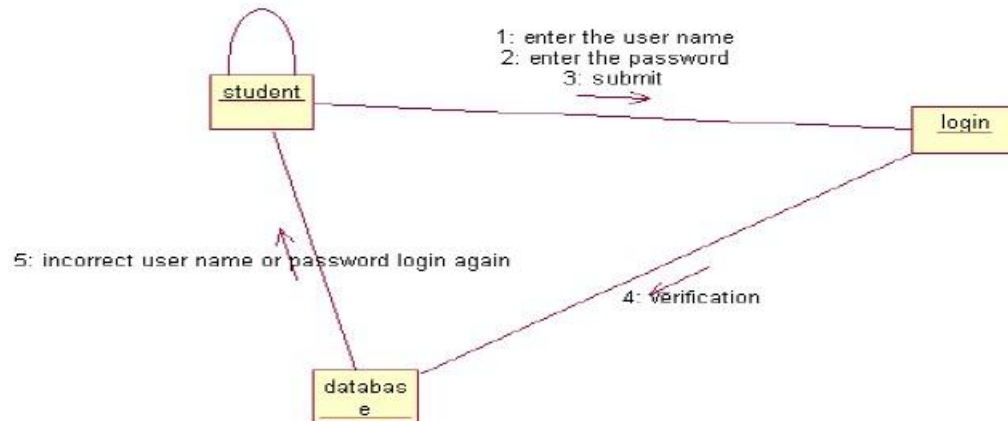 1: enter the user name
2: enter the password
3: submit
student
login
5: incorrect user name or password login again
4: verification
databas
e